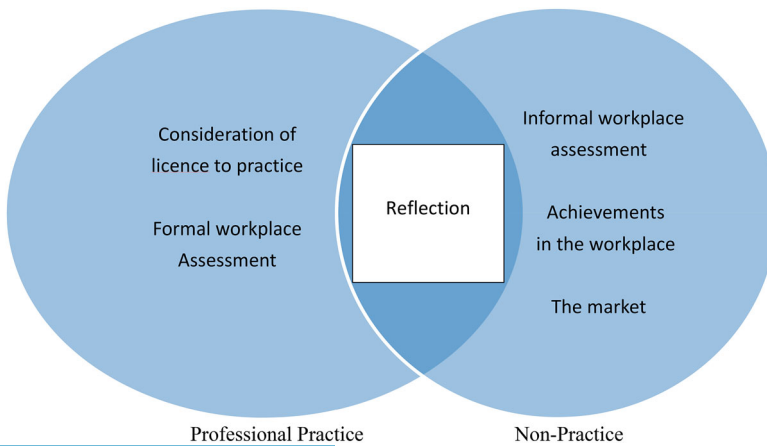 Consideration of
licence to practice
Formal workplace
Assessment
Reflection
Informal workplace
assessment
Achievements
in the workplace
The market
Professional Practice
Non-Practice